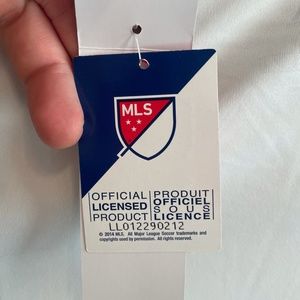 MLS
OFFICIAL
LICENSED
PRODUCT
PRODUIT
OFFICIEL
SOUS
LICENCE
LL012290212
© 2014 MLS. All Major League Soccer trademarks and
copyrights used by permission. All rights reserved.